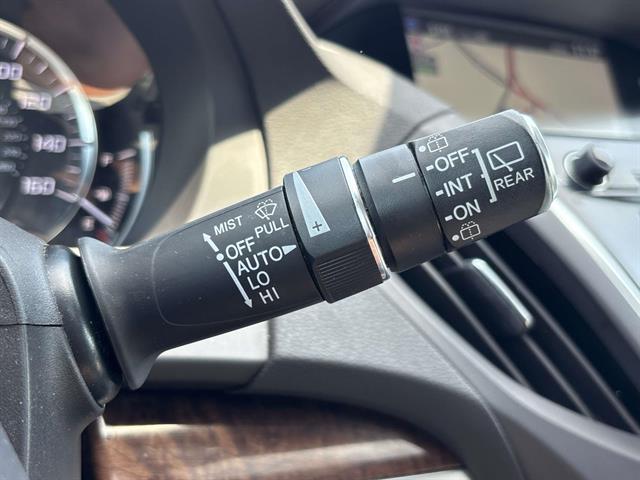 MIST
PULL
OFF
AUTO
LO
HI
+
OFF
INT
ON
REAR
120
140
160